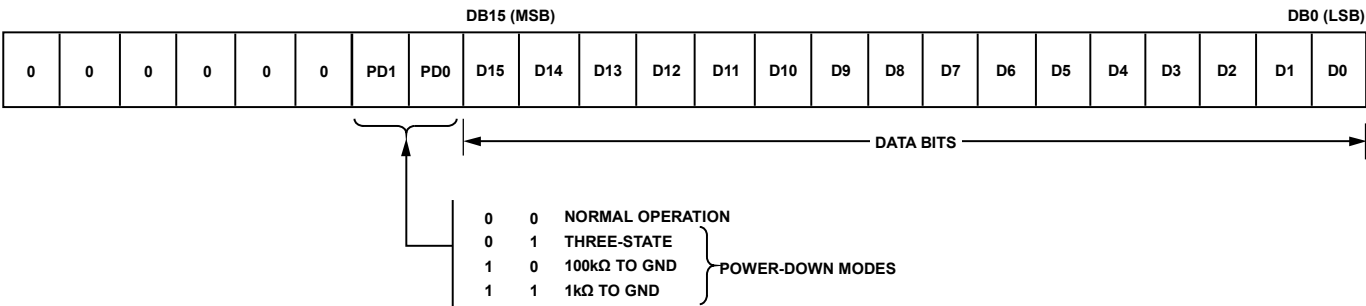 DB15 (MSB) DB0 (LSB)
0 0 0 0 0 0 PD1 PD0 D15 D14 D13 D12 D11 D10 D9 D8 D7 D6 D5 D4 D3 D2 D1 D0
DATA BITS
0 0 NORMAL OPERATION
0 1 THREE-STATE
1 0 100kΩ TO GND
POWER-DOWN MODES
1 1 1kΩ TO GND